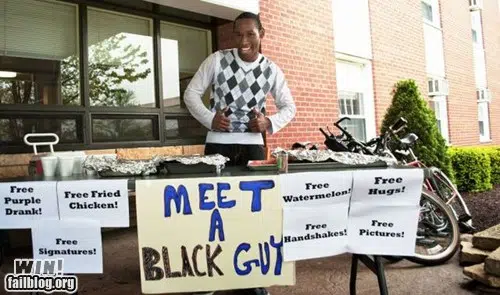 Free
Purple
Drank!
Free Fried
Chicken!
Free
Signatures!
MEET
A
BLACK GUY
Free
Watermelon!
Free
Handshakes!
Free
Hugs!
Free
Pictures!
WIN!
failblog.org